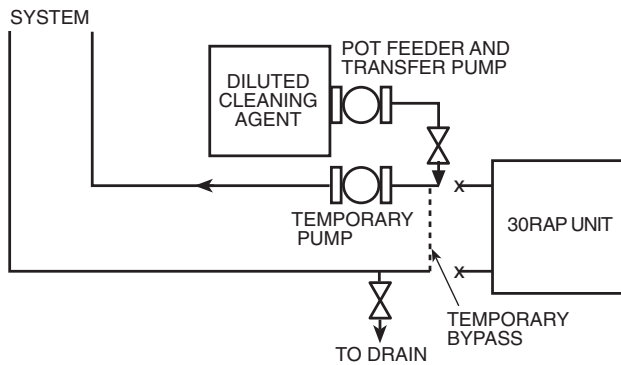 SYSTEM
POT FEEDER AND
TRANSFER PUMP
DILUTED
CLEANING
AGENT
TEMPORARY
PUMP
x
30RAP UNIT
x
TEMPORARY
BYPASS
TO DRAIN